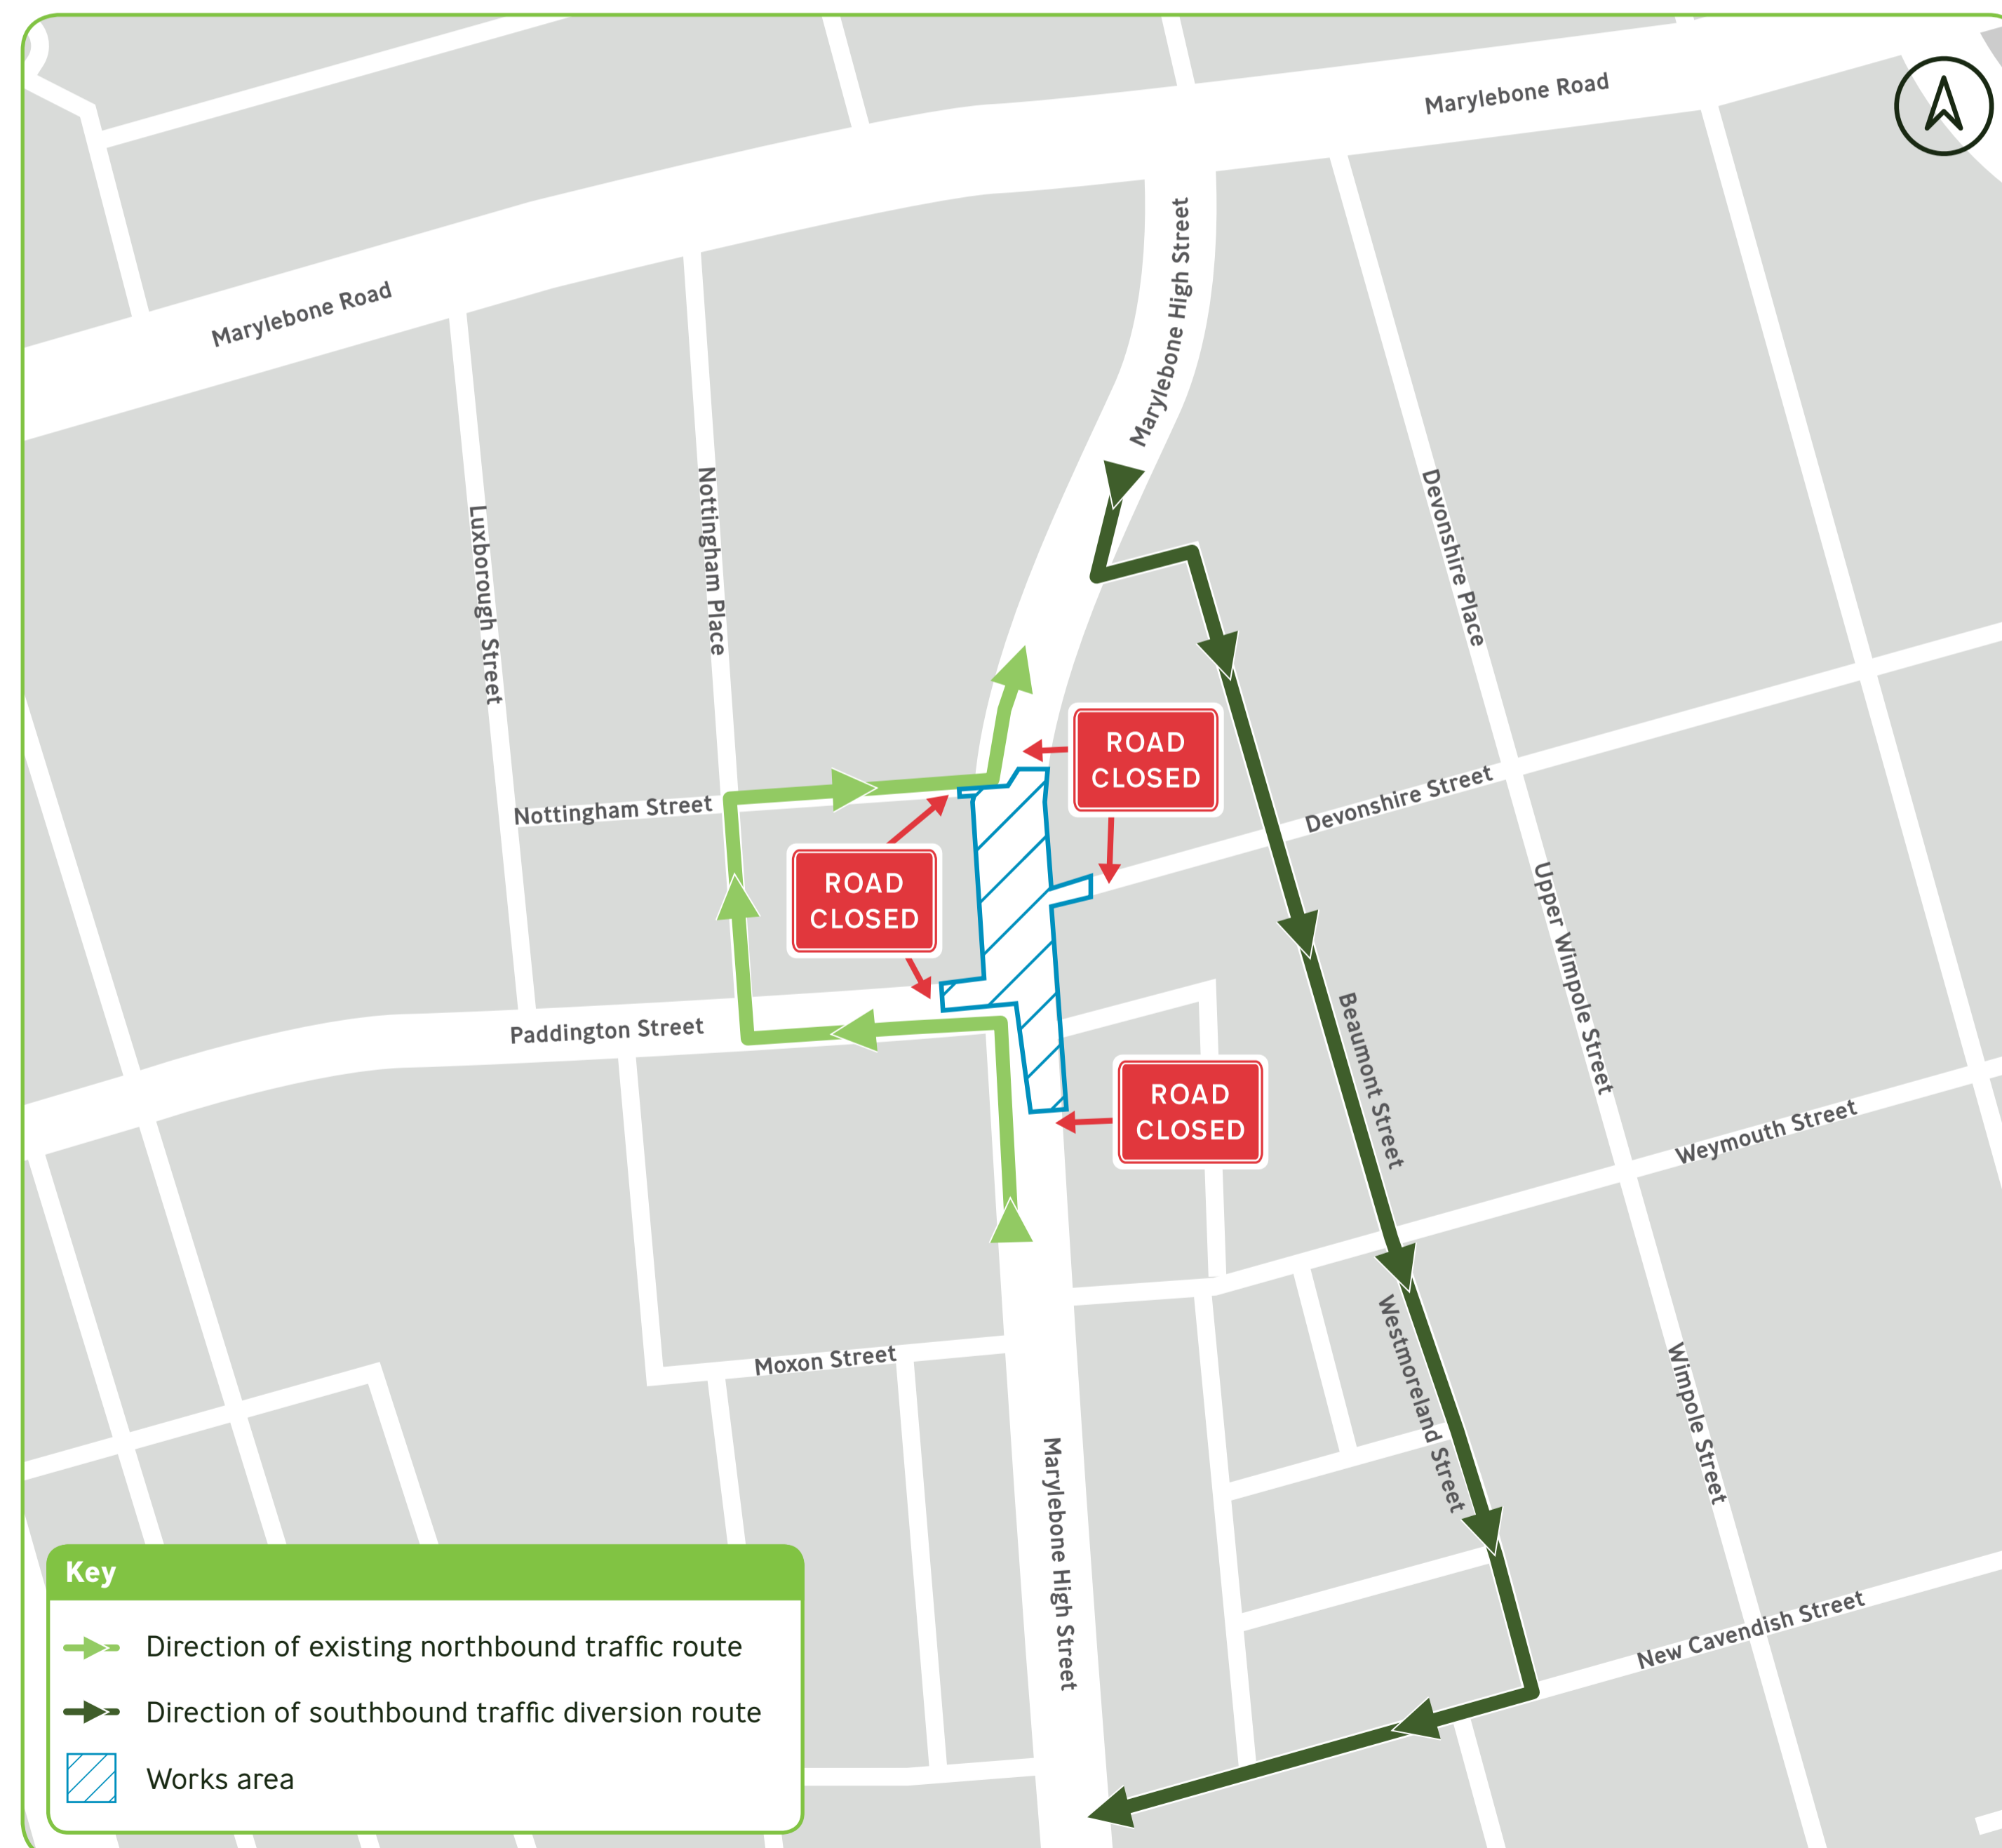 Marylebone Road
Marylebone Road
Marylebone High Street
Luxborough Street
Nottingham Place
Devonshire Place
ROAD
CLOSED
Nottingham Street
Devonshire Street
ROAD
CLOSED
Upper Wimpole Street
Paddington Street
Beaumont Street
ROAD
CLOSED
Weymouth Street
Westmoreland Street
Moxon Street
Wimpole Street
Marylebone High Street
New Cavendish Street
Key
Direction of existing northbound traffic route
Direction of southbound traffic diversion route
Works area